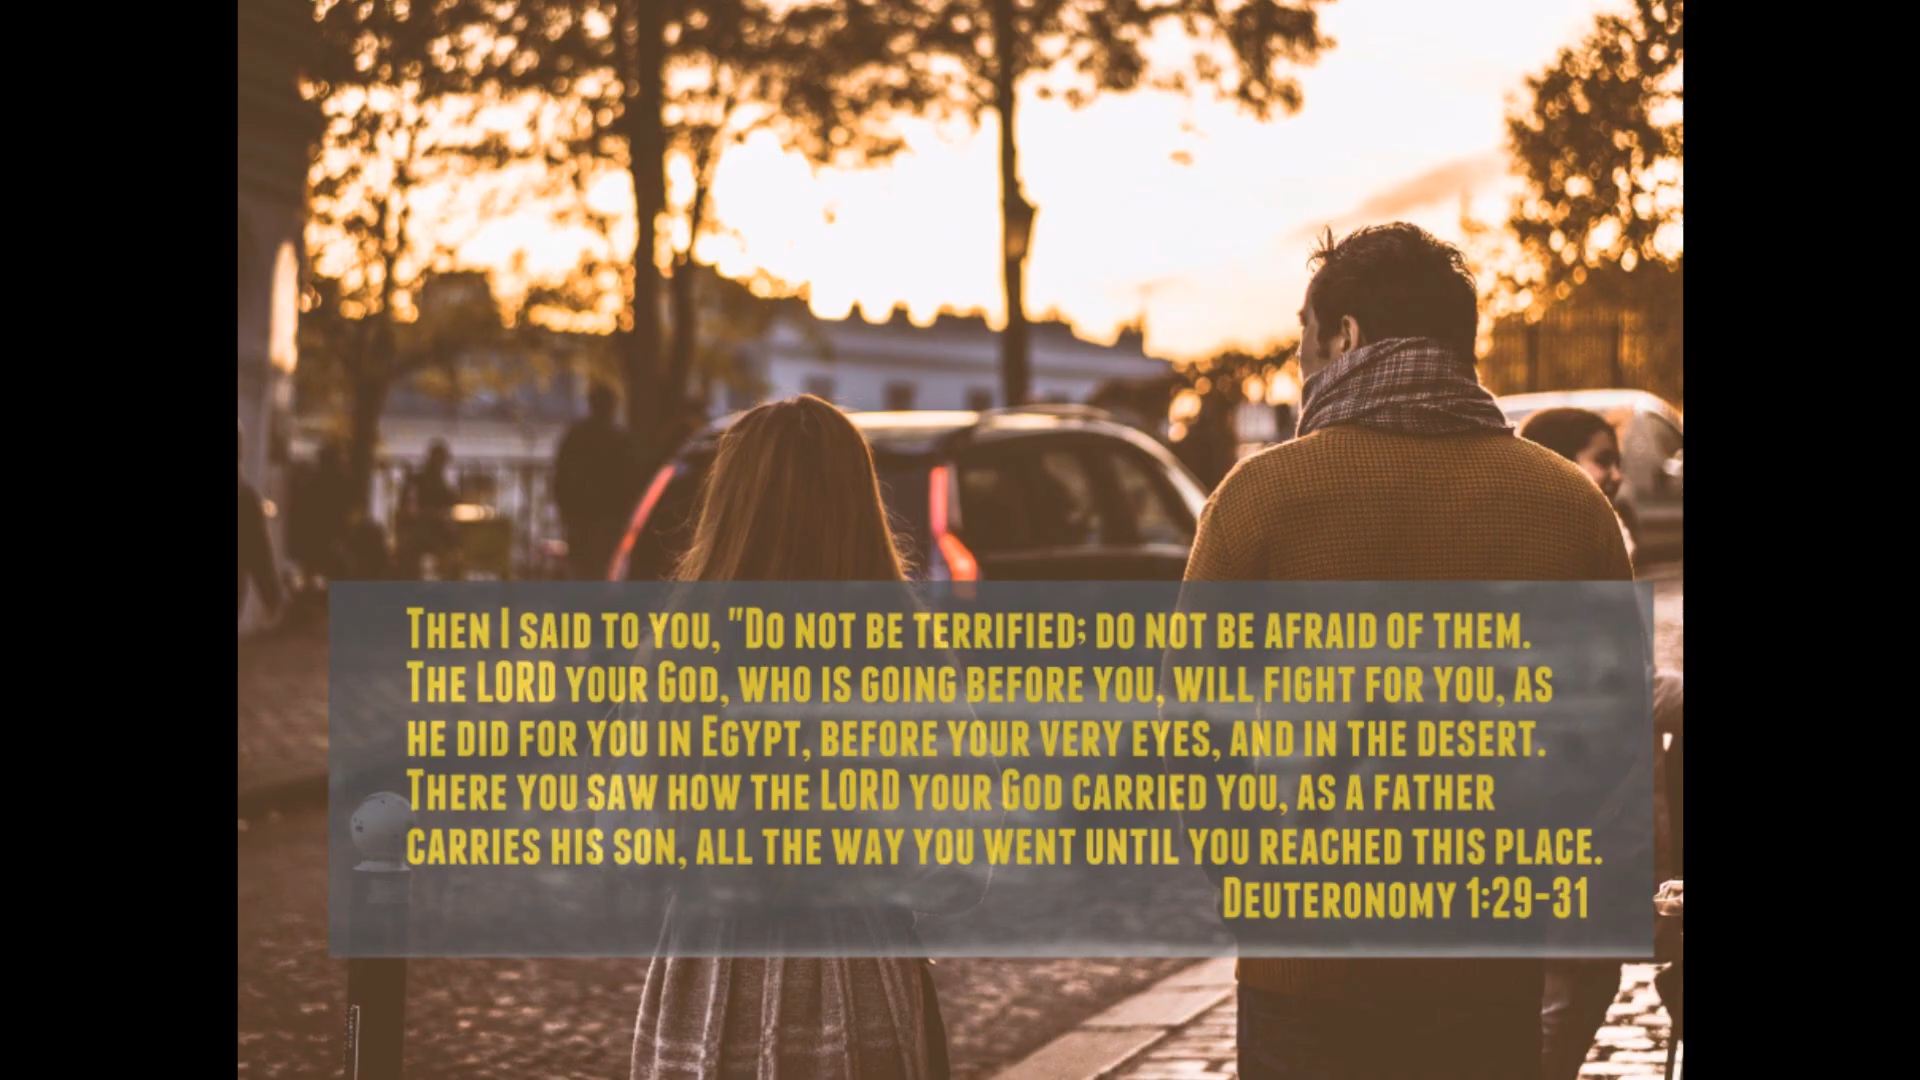 Then I said to you, "Do not be terrified; do not be afraid of them.
The LORD your God, who is going before you, will fight for you, as
he did for you in Egypt, before your very eyes, and in the desert.
There you saw how the LORD your God carried you, as a father
carries his son, all the way you went until you reached this place.
Deuteronomy 1:29-31